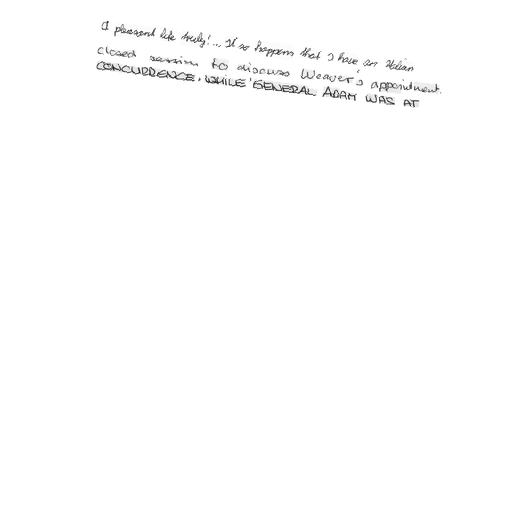 A pleasant life truly! ... It so happens that I have an Italian
closed session to discuss Weaver's appointment.
CONCURRENCE, WHILE GENERAL ADAM WAS AT